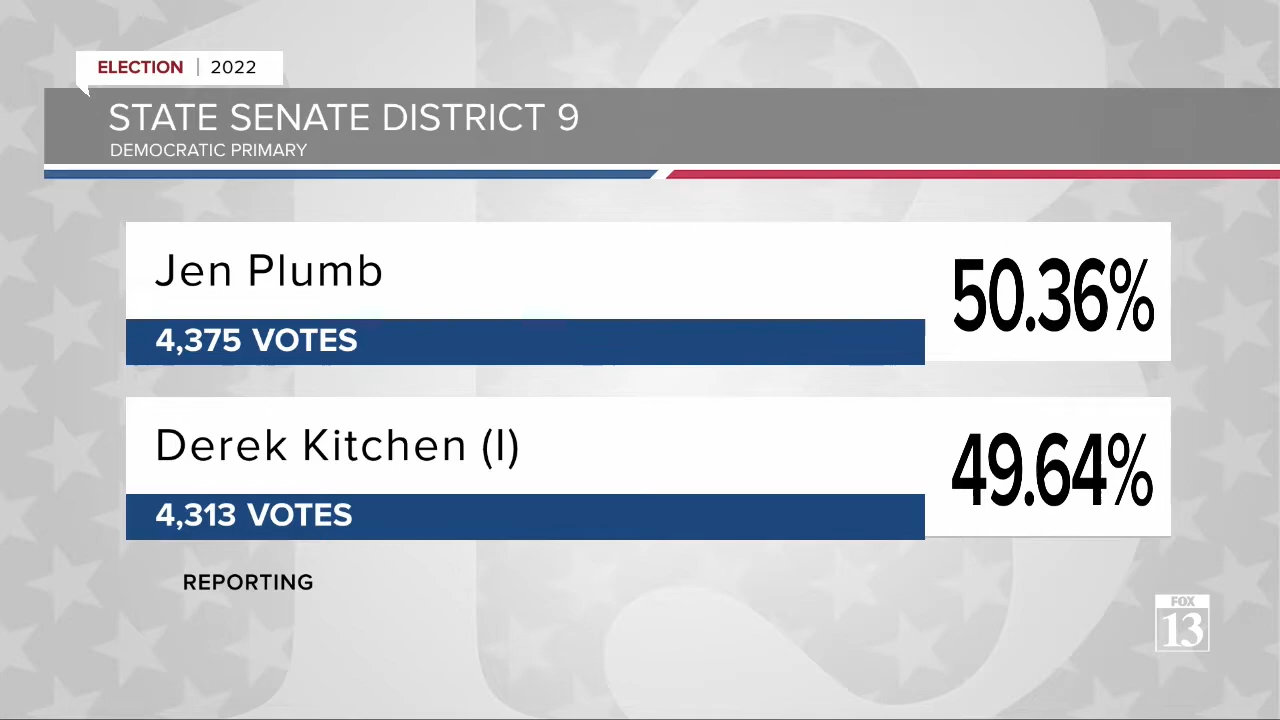 ELECTION | 2022
STATE SENATE DISTRICT 9
DEMOCRATIC PRIMARY
Jen Plumb
50.36%
4,375 VOTES
Derek Kitchen (I)
49.64%
4,313 VOTES
REPORTING
FOX
13